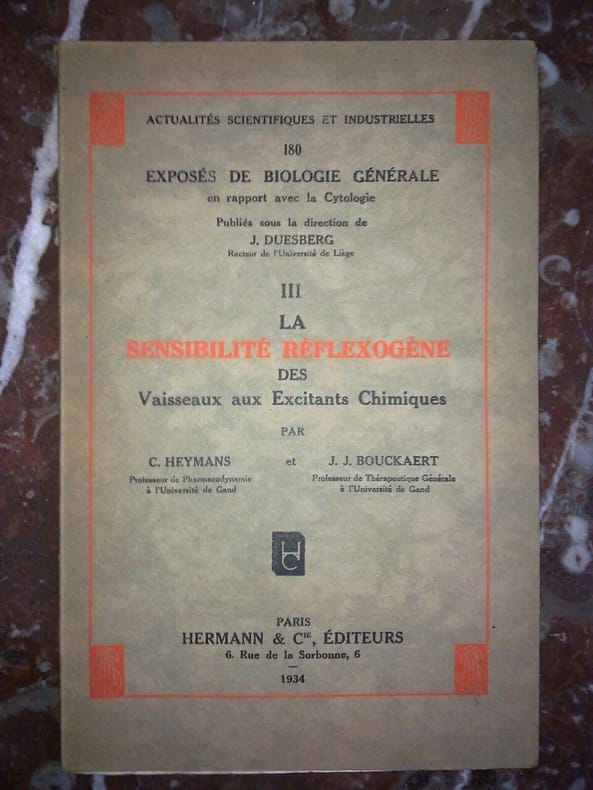 ACTUALITÉS SCIENTIFIQUES ET INDUSTRIELLES
180
EXPOSÉS DE BIOLOGIE GÉNÉRALE
en rapport avec la Cytologie
Publiés sous la direction de
J. DUESBERG
Recteur de l'Université de Liège
III
LA
SENSIBILITÉ RÉFLEXOGÈNE
DES
Vaisseaux aux Excitants Chimiques
PAR
C. HEYMANS et J. J. BOUCKAERT
Professeur de Pharmacodynamie Professeur de Thérapeutique Générale
à l'Université de Gand à l'Université de Gand
HC
PARIS
HERMANN & CIE, ÉDITEURS
6, Rue de la Sorbonne, 6
1934